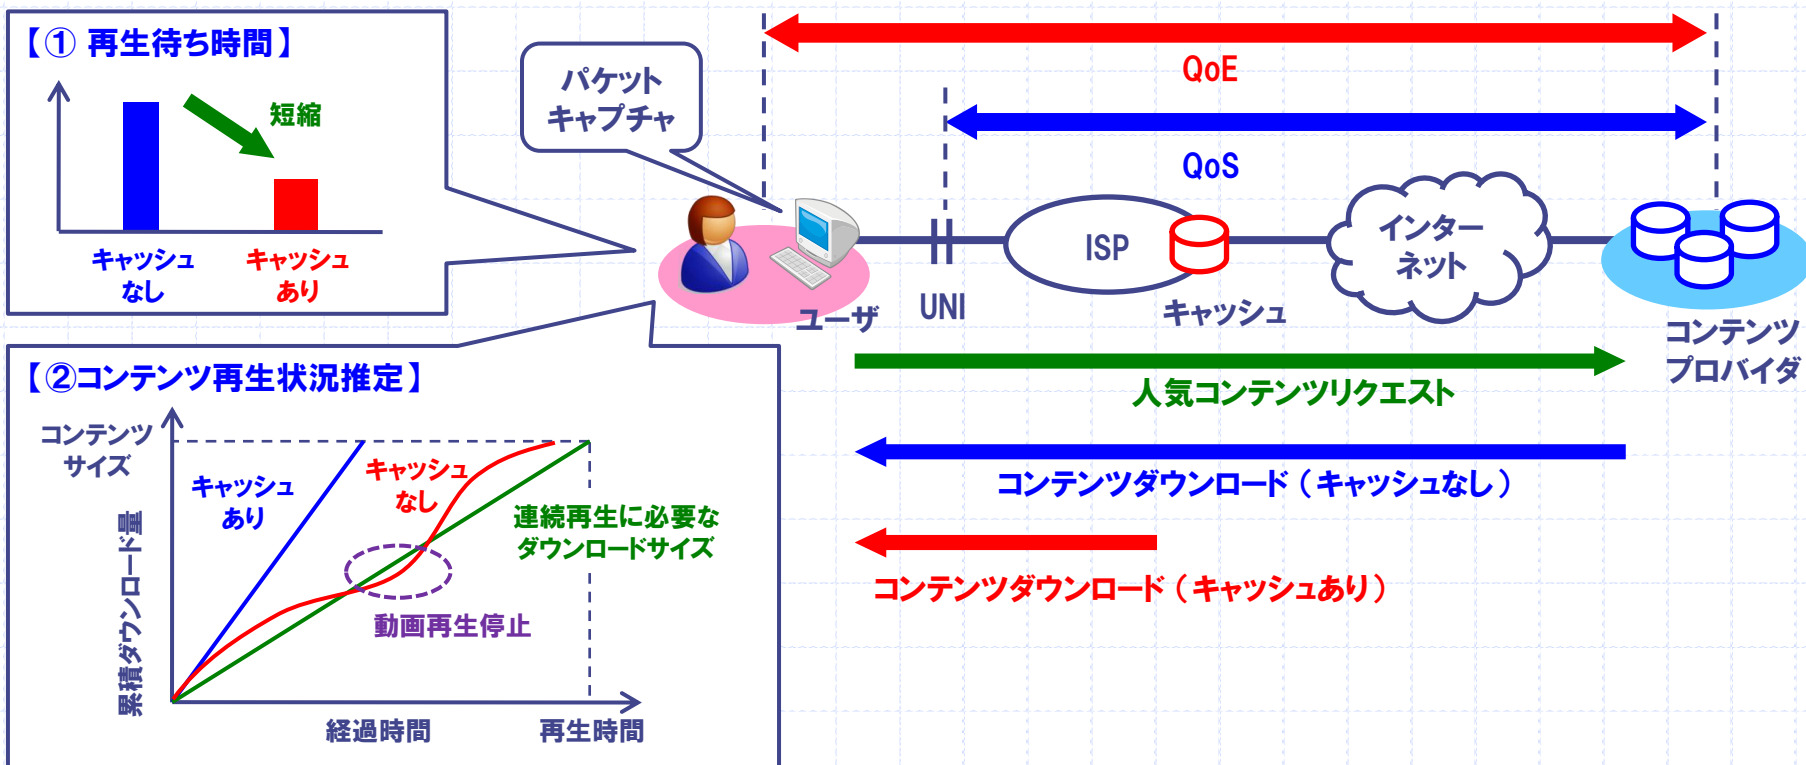 【① 再生待ち時間】
短縮
キャッシュ
なし
キャッシュ
あり
パケット
キャプチャ
QoE
QoS
ISP
インター
ネット
ユーザ
UNI
キャッシュ
コンテンツ
プロバイダ
人気コンテンツリクエスト
コンテンツダウンロード（キャッシュなし）
コンテンツダウンロード（キャッシュあり）
【②コンテンツ再生状況推定】
コンテンツ
サイズ
キャッシュ
あり
キャッシュ
なし
連続再生に必要な
ダウンロードサイズ
動画再生停止
累積ダウンロード量
経過時間
再生時間